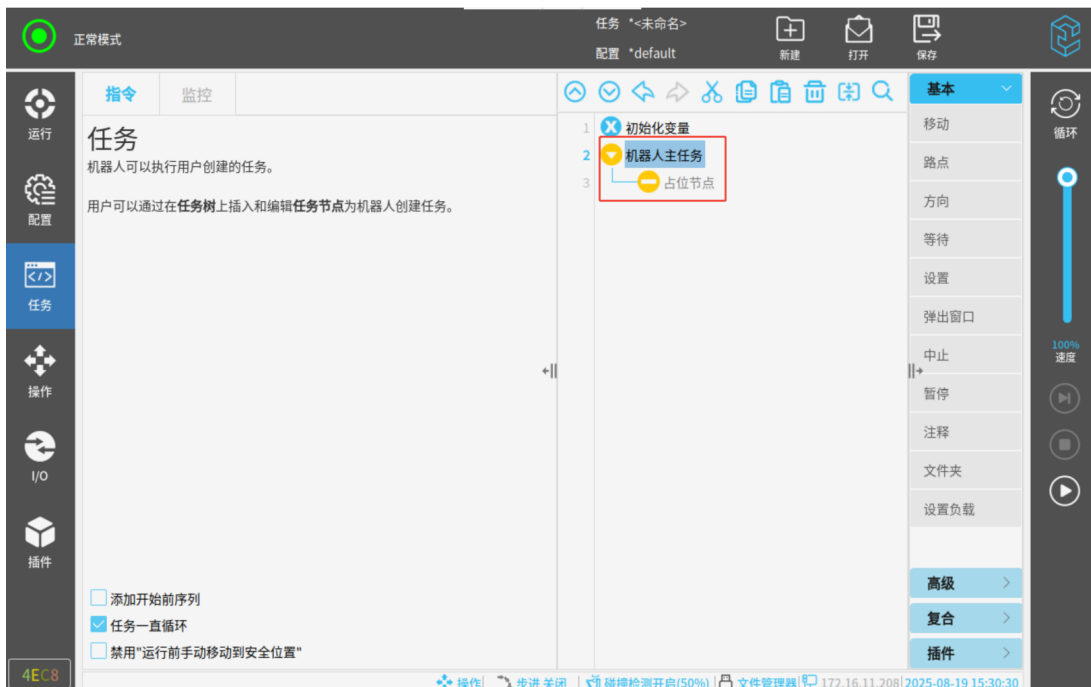 任务 *<未命名>
正常模式
配置 *default
新建
打开
保存
运行
配置
任务
操作
I/O
插件
4EC8
指令
监控
任务
机器人可以执行用户创建的任务。
用户可以通过在任务树上插入和编辑任务节点为机器人创建任务。
添加开始前序列
任务一直循环
禁用"运行前手动移动到安全位置"
1 初始化变量
2 机器人主任务
3 占位节点
基本
移动
路点
方向
等待
设置
弹出窗口
中止
暂停
注释
文件夹
设置负载
高级
复合
插件
循环
100%
速度
操作 步进 关闭 碰撞检测开启(50%) 文件管理器 172.16.11.208 2025-08-19 15:30:30